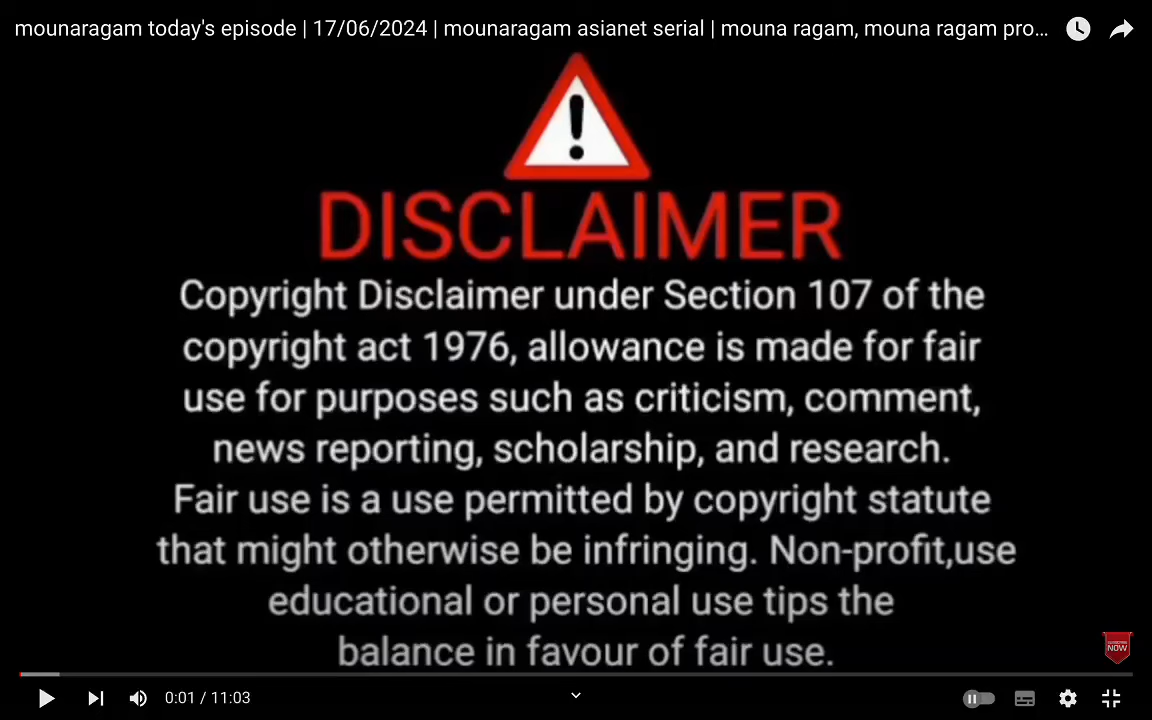 mounaragam today's episode | 17/06/2024 | mounaragam asianet serial | mouna ragam, mouna ragam pro...
DISCLAIMER
Copyright Disclaimer under Section 107 of the
copyright act 1976, allowance is made for fair
use for purposes such as criticism, comment,
news reporting, scholarship, and research.
Fair use is a use permitted by copyright statute
that might otherwise be infringing. Non-profit,use
educational or personal use tips the
balance in favour of fair use.
NOW
0:01 / 11:03